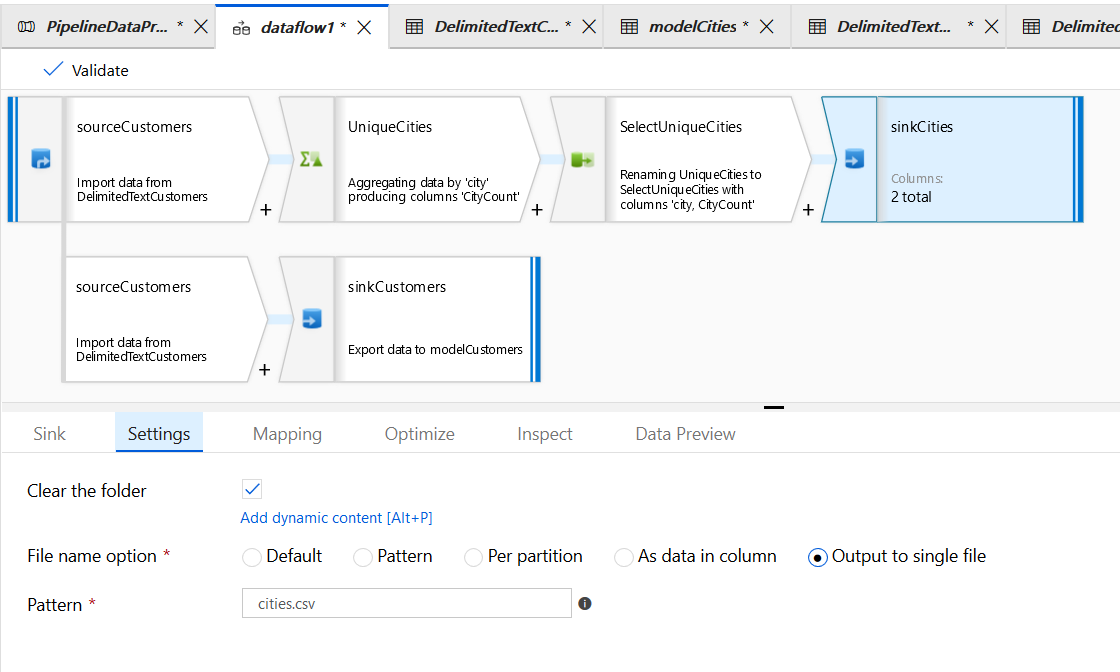 PipelineDataPr... *
dataflow1 *
DelimitedTextC... *
modelCities *
DelimitedText... *
Delimited
Validate
sourceCustomers
Import data from
DelimitedTextCustomers
+
UniqueCities
Aggregating data by 'city'
producing columns 'CityCount'
+
SelectUniqueCities
Renaming UniqueCities to
SelectUniqueCities with
columns 'city, CityCount'
+
sinkCities
Columns:
2 total
sourceCustomers
Import data from
DelimitedTextCustomers
+
sinkCustomers
Export data to modelCustomers
Sink Settings Mapping Optimize Inspect Data Preview
Clear the folder
Add dynamic content [Alt+P]
File name option * Default Pattern Per partition As data in column Output to single file
Pattern * cities.csv